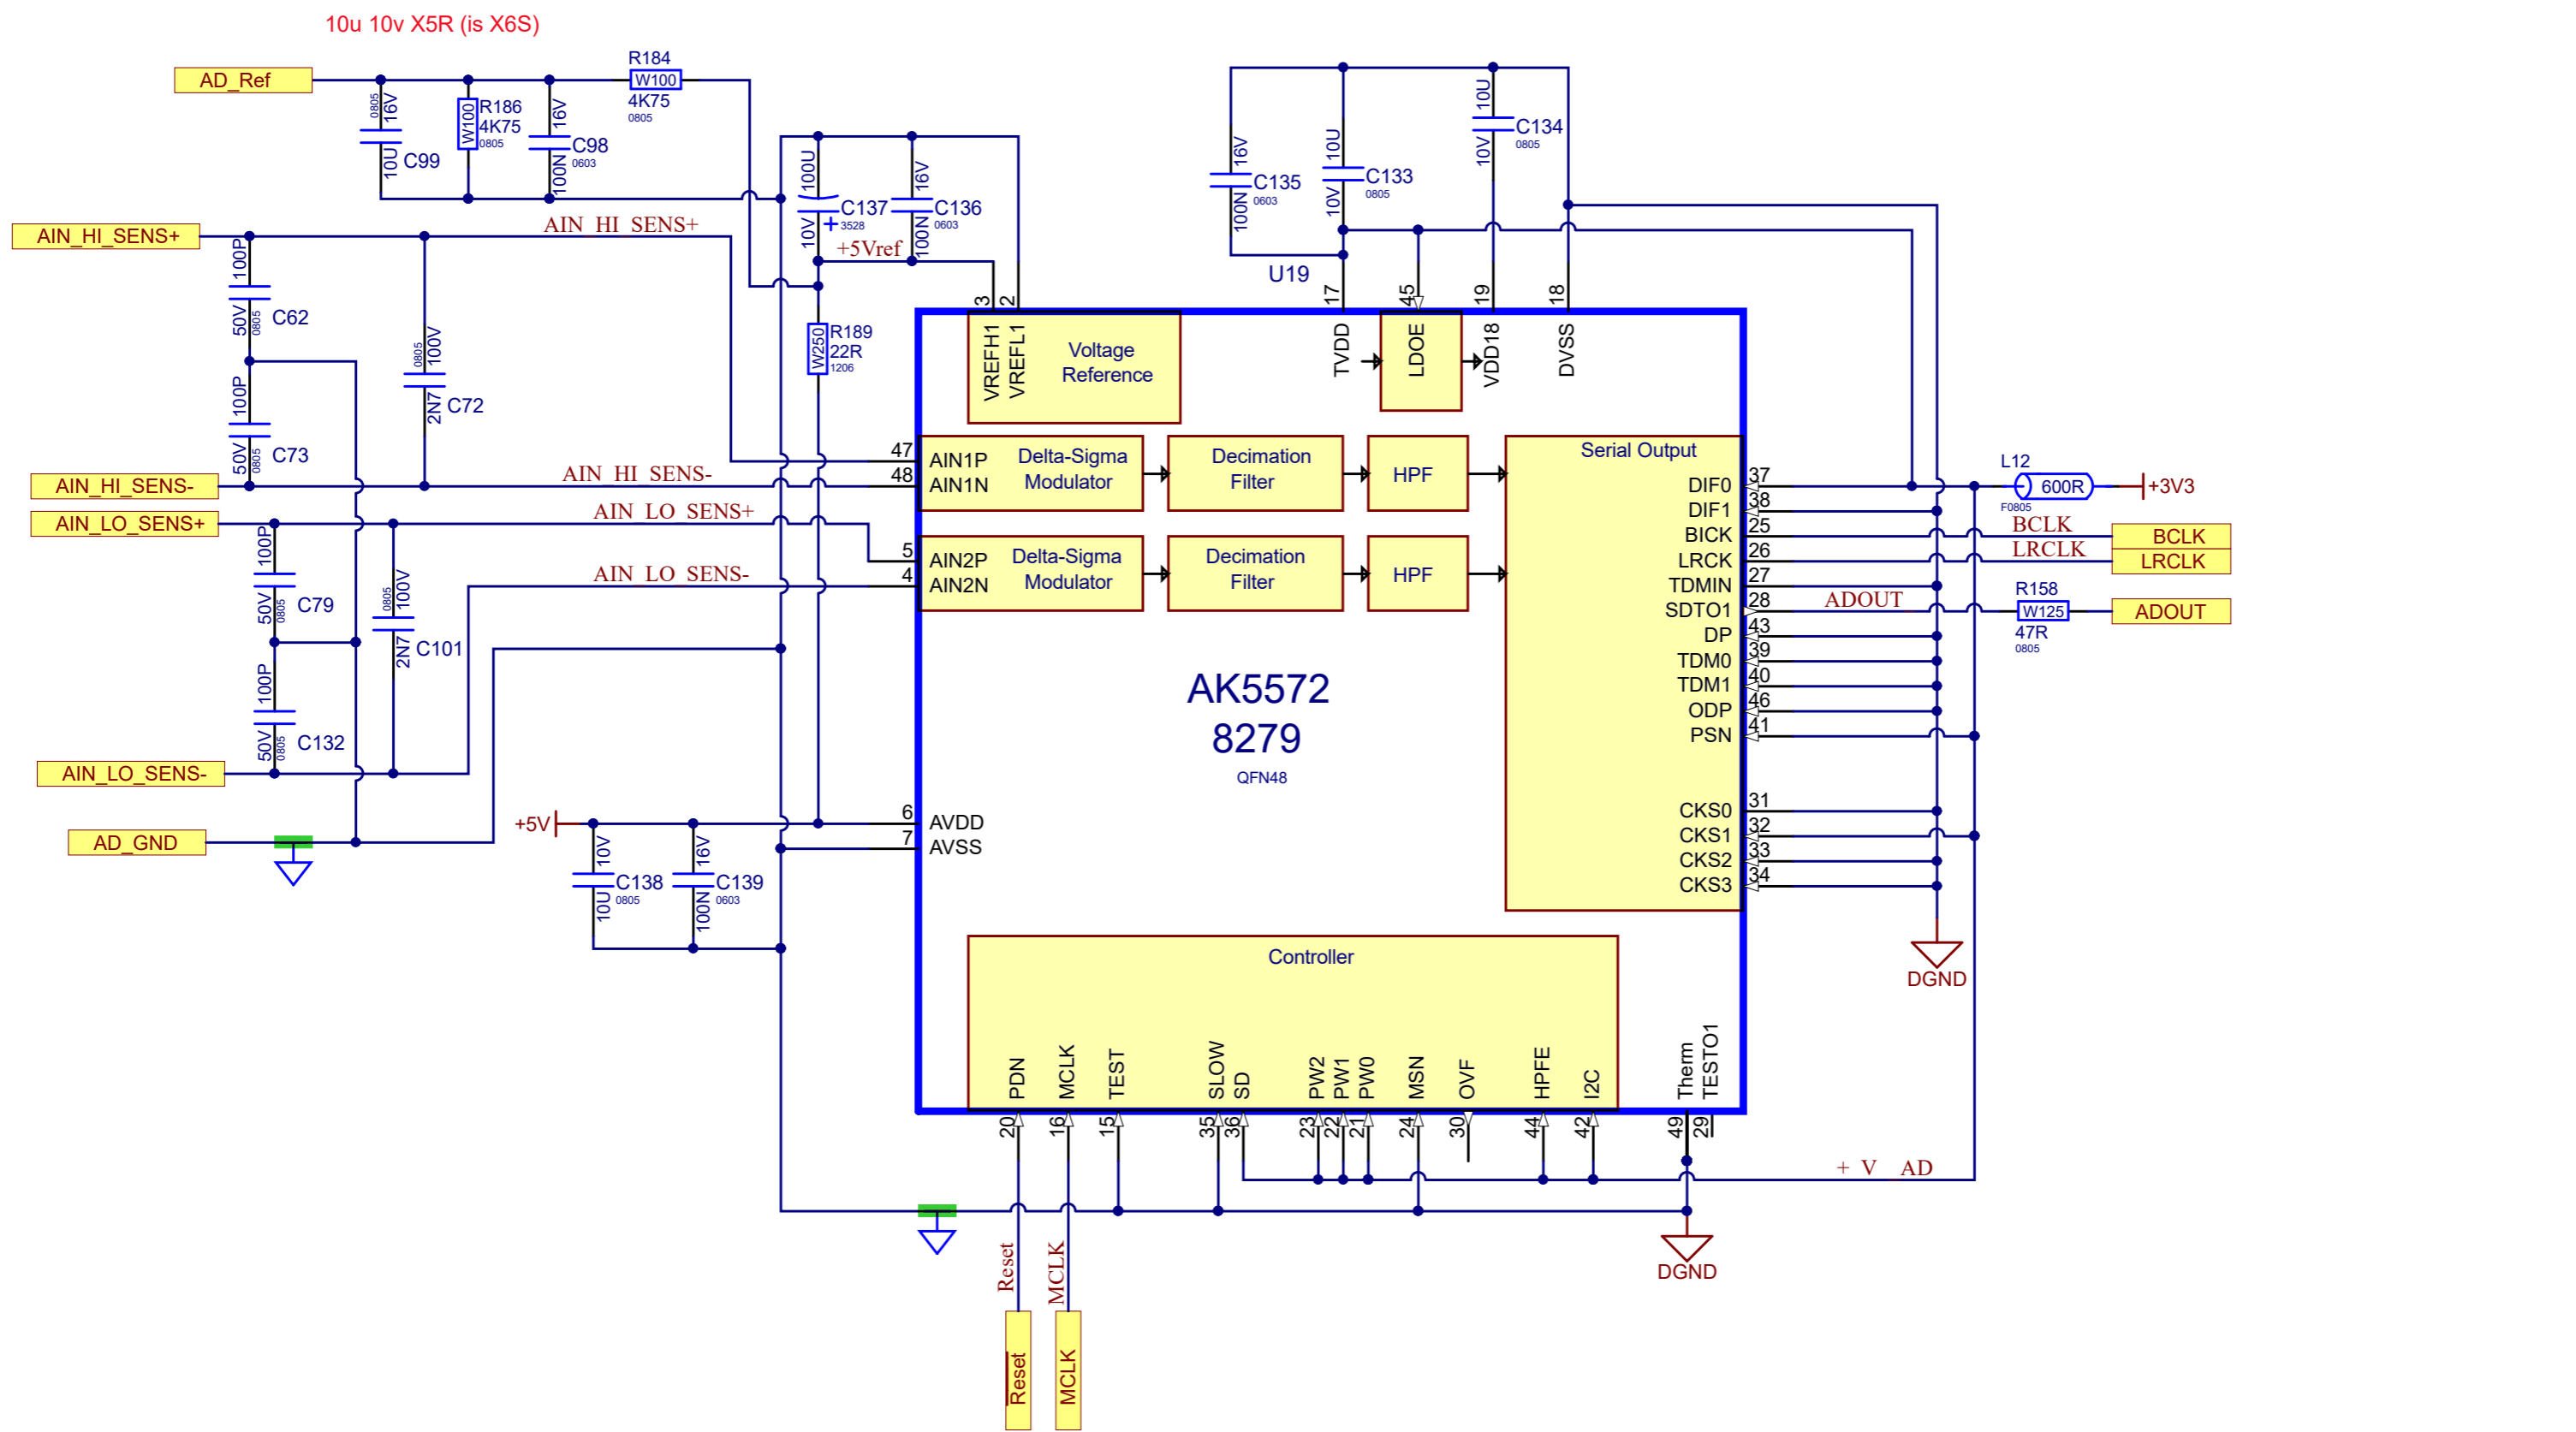 10u 10v X5R (is X6S)
AD_Ref
0805
16V
10U
C99
W100
R186
4K75
0805
16V
100N
C98
0603
R184
W100
4K75
0805
AIN_HI_SENS+
AIN_HI_SENS+
100P
50V
0805
C62
100P
50V
0805
C73
0805
100V
2N7
C72
AIN_HI_SENS-
AIN_HI_SENS-
AIN_LO_SENS+
AIN_LO_SENS+
100P
50V
0805
C79
100P
50V
0805
C132
0805
100V
2N7
C101
AIN_LO_SENS-
AIN_LO_SENS-
AD_GND
100U
10V
C137
+ 3528
16V
100N
C136
0603
+5Vref
W250
R189
22R
1206
+5V
10V
10U
C138
0805
16V
100N
C139
0603
16V
100N
C135
0603
10U
10V
C133
0805
10U
10V
C134
0805
U19
3
2
17
45
19
18
VREFH1
VREFL1
Voltage
Reference
TVDD
LDOE
VDD18
DVSS
47
AIN1P
48
AIN1N
Delta-Sigma
Modulator
Decimation
Filter
HPF
5
AIN2P
4
AIN2N
Delta-Sigma
Modulator
Decimation
Filter
HPF
Serial Output
AK5572
8279
QFN48
6
AVDD
7
AVSS
DIF0 37
DIF1 38
BICK 25
LRCK 26
TDMIN 27
SDTO1 28
DP 43
TDM0 39
TDM1 40
ODP 46
PSN 41
CKS0 31
CKS1 32
CKS2 33
CKS3 34
L12
600R
F0805
+3V3
BCLK
BCLK
LRCLK
LRCLK
ADOUT
R158
W125
47R
0805
ADOUT
DGND
Controller
PDN
MCLK
TEST
SLOW
SD
PW2
PW1
PW0
MSN
OVF
HPFE
I2C
Therm
TESTO1
20
16
15
35
36
23
22
21
24
30
44
42
49
29
+ V AD
DGND
Reset
MCLK
Reset
MCLK